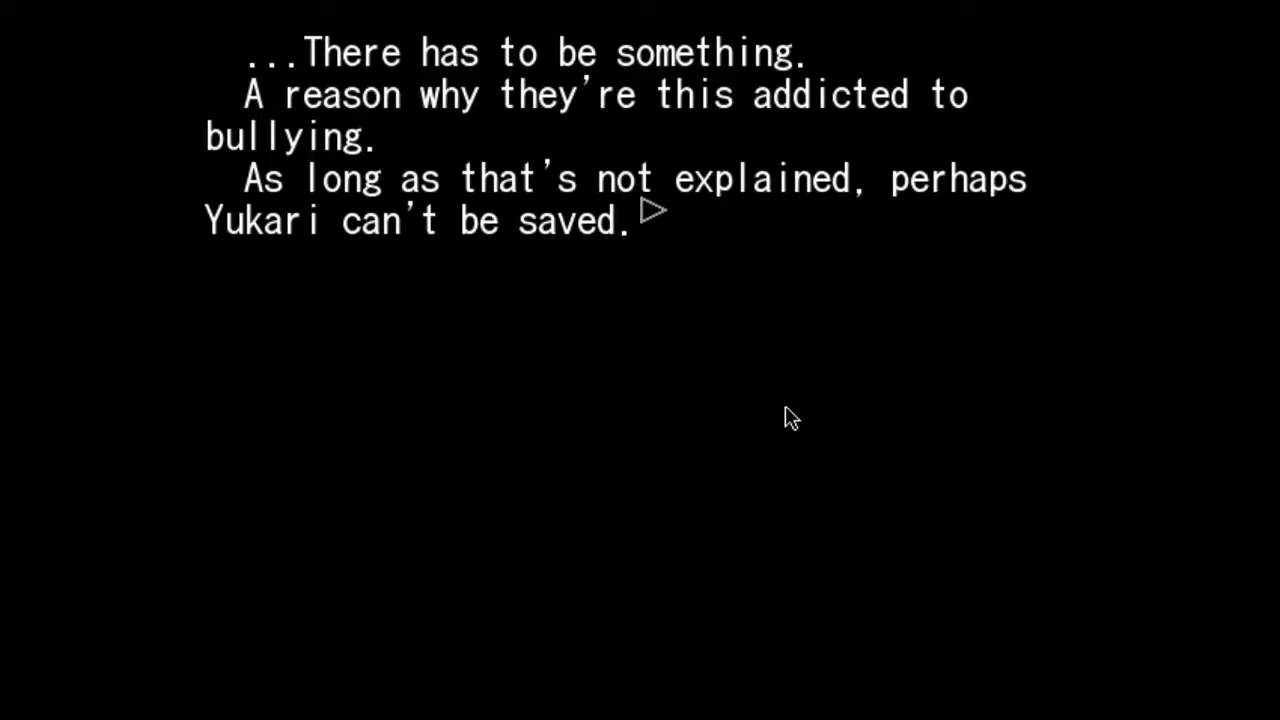 ...There has to be something.
A reason why they're this addicted to
bullying.
As long as that's not explained, perhaps
Yukari can't be saved.